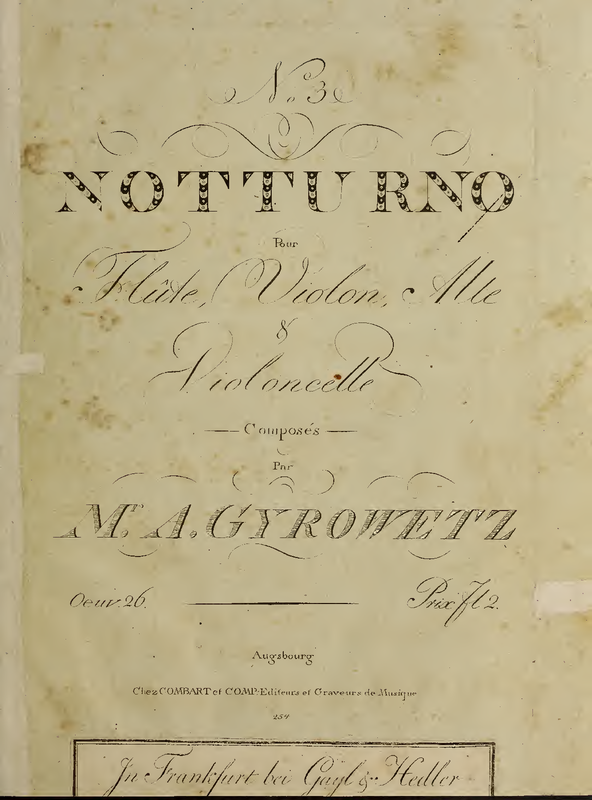 N.º 3
NOTTURNO
Pour
Flûte, Violon, Alte
&
Violoncelle
Composés
Par
Mr. A. GYROWETZ
Oeuv. 26. Prix fl 2.
Augsbourg
Chez COMBART et COMP. Editeurs et Graveurs de Musique
259
In Frankfurt bei Gayl & Hedler